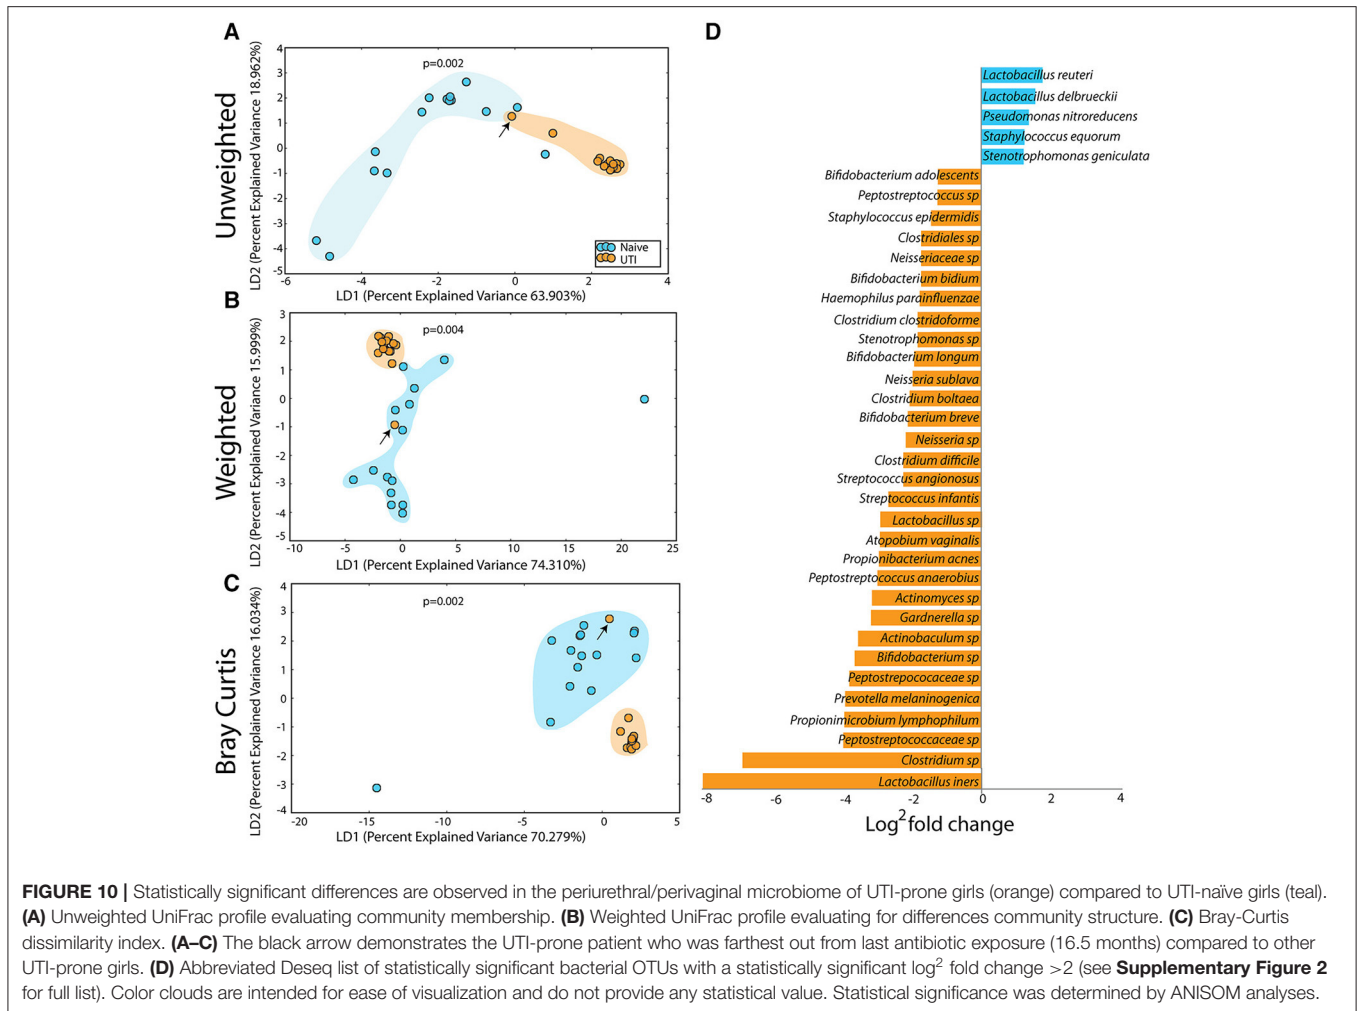 A
Unweighted
LD2 (Percent Explained Variance 18.962%)
4
3
2
1
0
-1
-2
-3
-4
-5
p=0.002
Naive
UTI
-6
-4
-2
0
2
4
LD1 (Percent Explained Variance 63.903%)
B
Weighted
LD2 (Percent Explained Variance 15.999%)
3
2
1
0
-1
-2
-3
-4
-5
p=0.004
-10
-5
0
5
10
15
20
25
LD1 (Percent Explained Variance 74.310%)
C
Bray Curtis
LD2 (Percent Explained Variance 16.034%)
4
3
2
1
0
-1
-2
-3
-4
p=0.002
-20
-15
-10
-5
0
5
LD1 (Percent Explained Variance 70.279%)
D
Lactobacillus reuteri
Lactobacillus delbrueckii
Pseudomonas nitroreducens
Staphylococcus equorum
Stenotrophomonas geniculata
Bifidobacterium adolescents
Peptostreptococcus sp
Staphylococcus epidermidis
Clostridiales sp
Neisseriaceae sp
Bifidobacterium bidium
Haemophilus parainfluenzae
Clostridium clostridoforme
Stenotrophomonas sp
Bifidobacterium longum
Neisseria sublava
Clostridium boltaea
Bifidobacterium breve
Neisseria sp
Clostridium difficile
Streptococcus angionosus
Streptococcus infantis
Lactobacillus sp
Atopobium vaginalis
Propionibacterium acnes
Peptostreptococcus anaerobius
Actinomyces sp
Gardnerella sp
Actinobaculum sp
Bifidobacterium sp
Peptostrepococaceae sp
Prevotella melaninogenica
Propionimicrobium lymphophilum
Peptostreptococcaceae sp
Clostridium sp
Lactobacillus iners
-8
-6
-4
-2
0
2
4
Log2 fold change
FIGURE 10 | Statistically significant differences are observed in the periurethral/perivaginal microbiome of UTI-prone girls (orange) compared to UTI-naïve girls (teal).
(A) Unweighted UniFrac profile evaluating community membership. (B) Weighted UniFrac profile evaluating for differences community structure. (C) Bray-Curtis
dissimilarity index. (A–C) The black arrow demonstrates the UTI-prone patient who was farthest out from last antibiotic exposure (16.5 months) compared to other
UTI-prone girls. (D) Abbreviated Deseq list of statistically significant bacterial OTUs with a statistically significant log2 fold change >2 (see Supplementary Figure 2
for full list). Color clouds are intended for ease of visualization and do not provide any statistical value. Statistical significance was determined by ANISOM analyses.